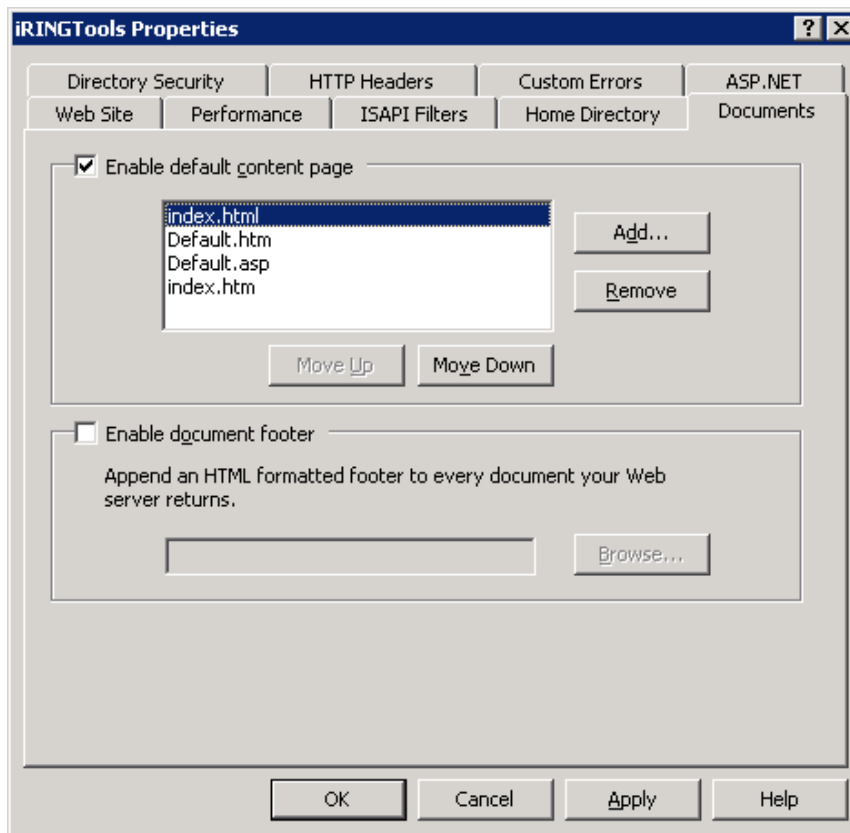 iRINGTools Properties
Directory Security HTTP Headers Custom Errors ASP.NET
Web Site Performance ISAPI Filters Home Directory Documents
Enable default content page
index.html
Default.htm
Default.asp
index.htm
Add...
Remove
Move Up Move Down
Enable document footer
Append an HTML formatted footer to every document your Web
server returns.
Browse...
OK Cancel Apply Help